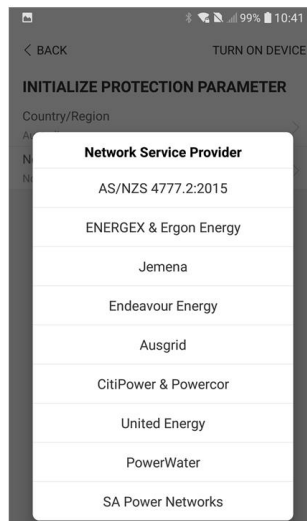 99% 10:41
BACK
TURN ON DEVICE
INITIALIZE PROTECTION PARAMETER
Country/Region
Network Service Provider
AS/NZS 4777.2:2015
ENERGEX & Ergon Energy
Jemena
Endeavour Energy
Ausgrid
CitiPower & Powercor
United Energy
PowerWater
SA Power Networks